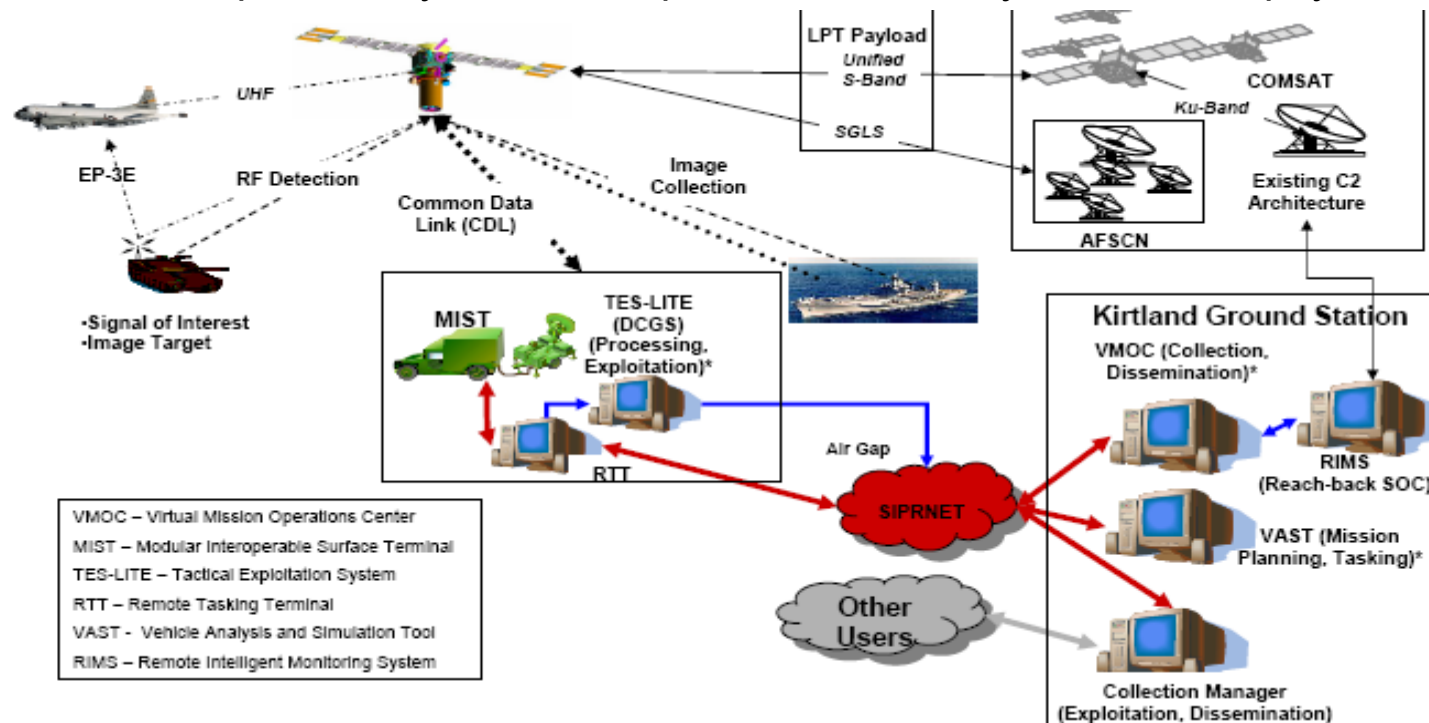 LPT Payload
Unified
S-Band
SGLS
COMSAT
Ku-Band
UHF
EP-3E
RF Detection
Image
Collection
Common Data
Link (CDL)
Existing C2
Architecture
AFSCN
•Signal of Interest
•Image Target
MIST
TES-LITE
(DCGS)
(Processing,
Exploitation)*
RTT
Air Gap
SIPRNET
Other
Users
Kirtland Ground Station
VMOC (Collection,
Dissemination)*
RIMS
(Reach-back SOC)
VAST (Mission
Planning, Tasking)*
Collection Manager
(Exploitation, Dissemination)
VMOC – Virtual Mission Operations Center
MIST – Modular Interoperable Surface Terminal
TES-LITE – Tactical Exploitation System
RTT – Remote Tasking Terminal
VAST - Vehicle Analysis and Simulation Tool
RIMS – Remote Intelligent Monitoring System